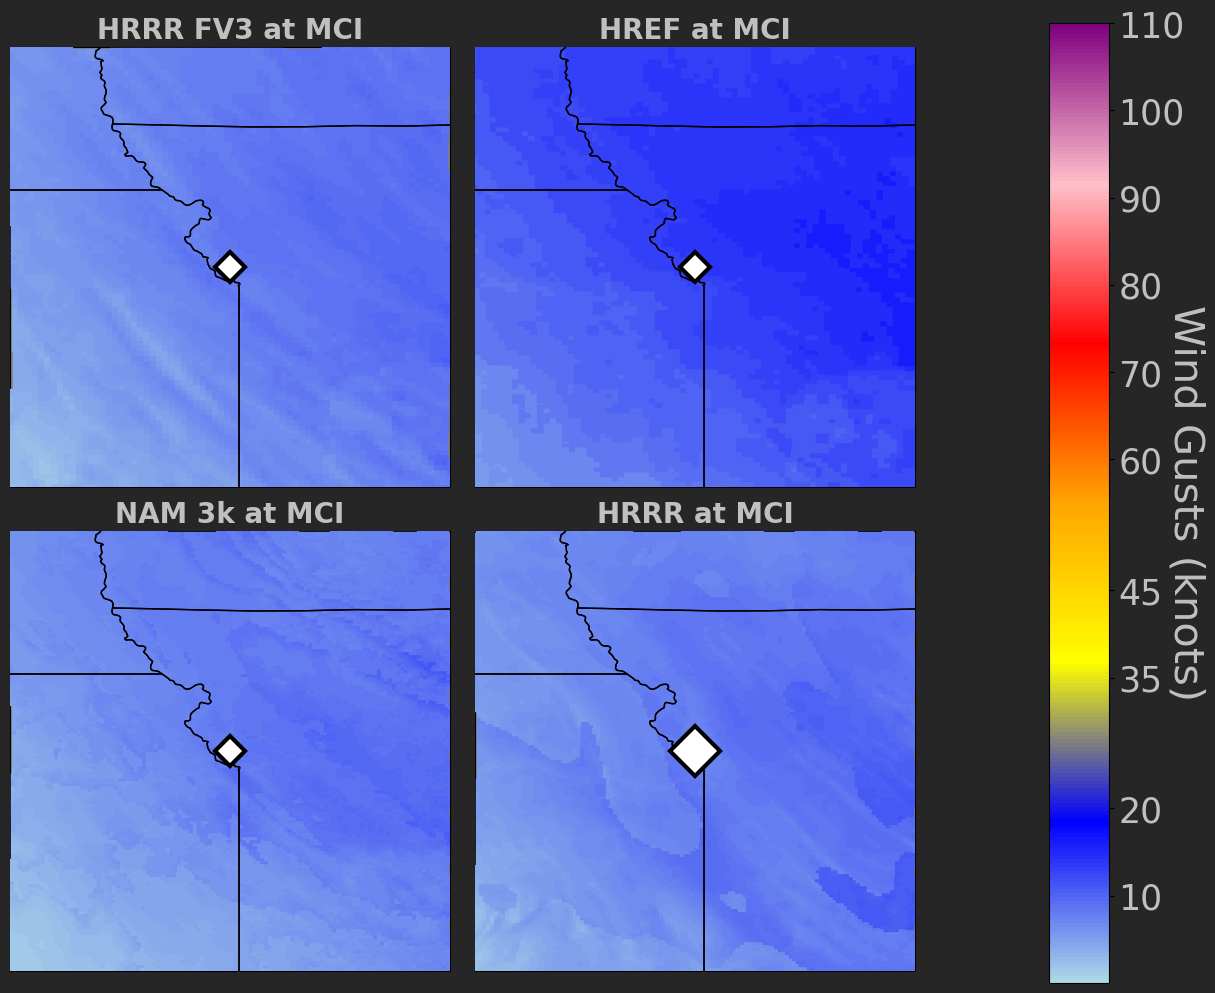 HRRR FV3 at MCI
HREF at MCI
NAM 3k at MCI
HRRR at MCI
110
100
90
80
70
60
45
35
20
10
Wind Gusts (knots)